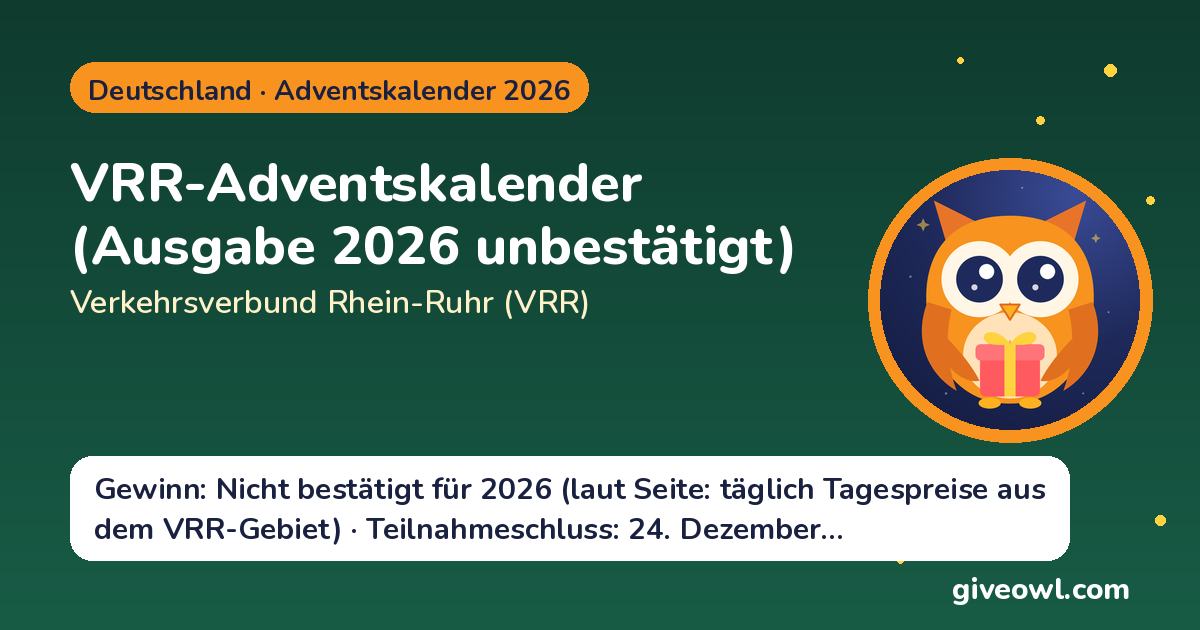 Deutschland · Adventskalender 2026
VRR-Adventskalender
(Ausgabe 2026 unbestätigt)
Verkehrsverbund Rhein-Ruhr (VRR)
Gewinn: Nicht bestätigt für 2026 (laut Seite: täglich Tagespreise aus
dem VRR-Gebiet) · Teilnahmeschluss: 24. Dezember...
giveowl.com